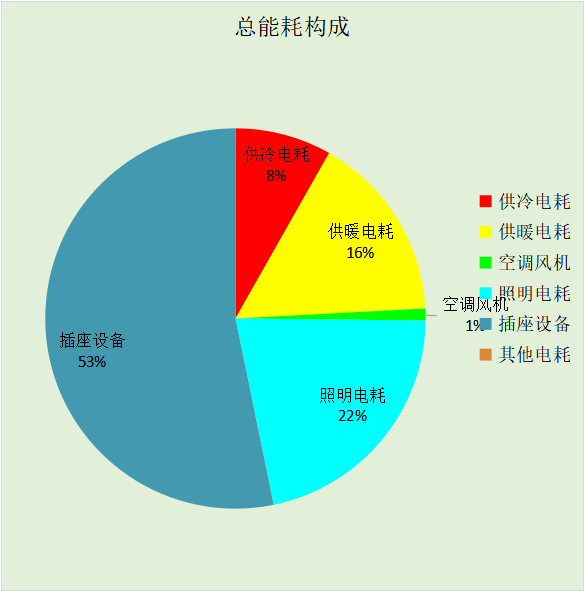 总能耗构成
供冷电耗
8%
供暖电耗
16%
空调风机
1%
照明电耗
22%
插座设备
53%
供冷电耗
供暖电耗
空调风机
照明电耗
插座设备
其他电耗